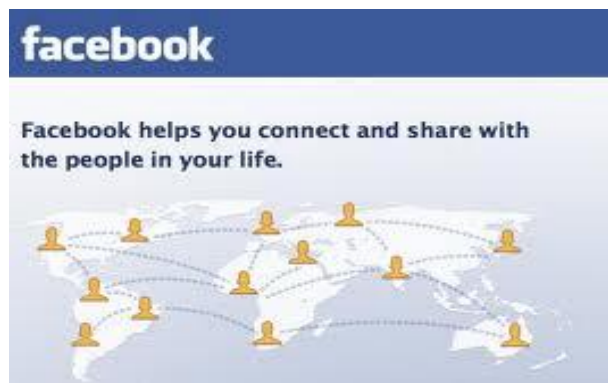 facebook
Facebook helps you connect and share with
the people in your life.